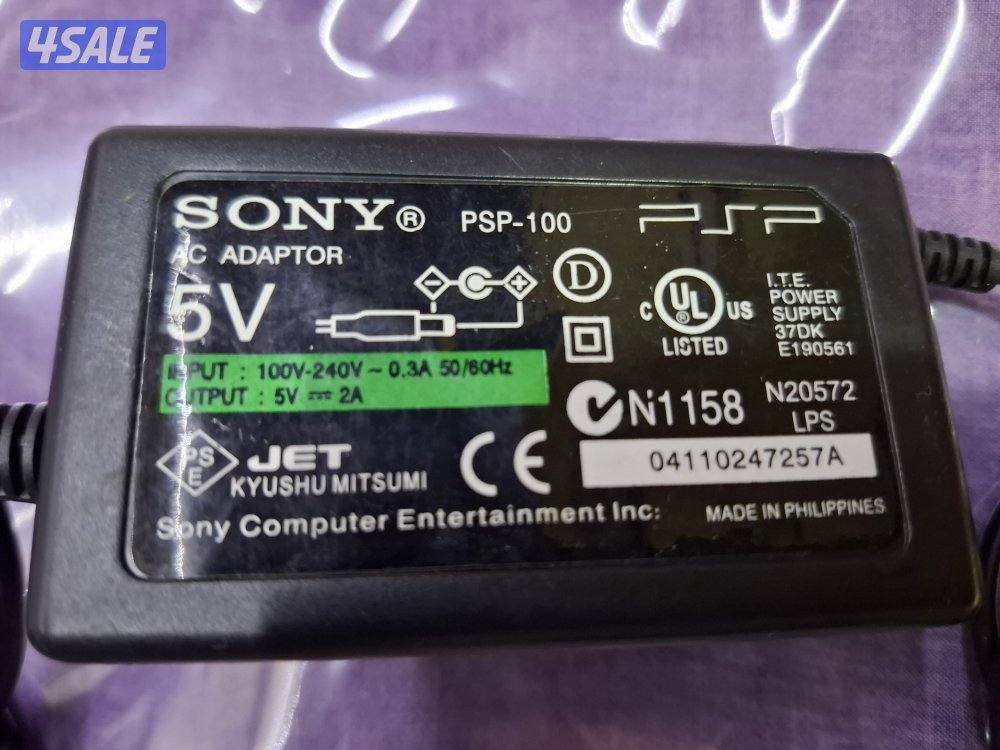 4SALE
SONY® PSP-100 PSP
AC ADAPTOR
5V
D
INPUT : 100V-240V ~ 0.3A 50/60Hz
OUTPUT : 5V ⎓ 2A
C UL ® US
LISTED
I.T.E.
POWER
SUPPLY
37DK
E190561
N1158
N20572
LPS
PSE
JET
KYUSHU MITSUMI
CE
04110247257A
Sony Computer Entertainment Inc:
MADE IN PHILIPPINES